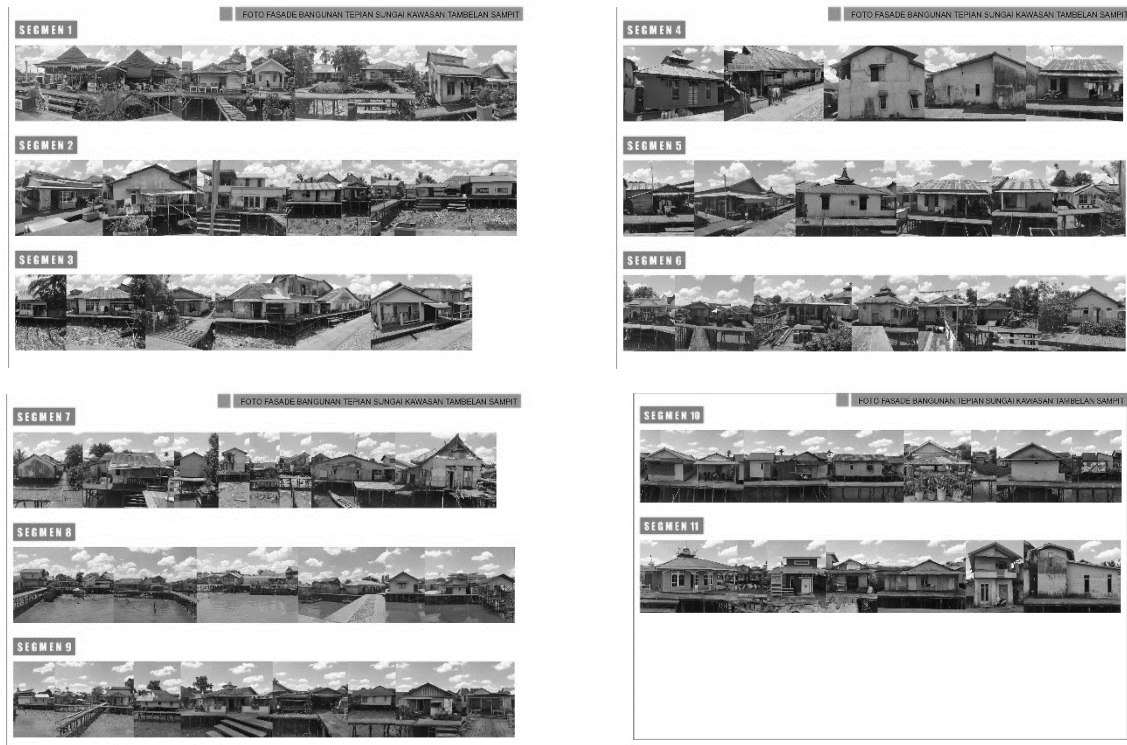 FOTO FASADE BANGUNAN TEPIAN SUNGAI KAWASAN TAMBELAN SAMPIT
SEGMEN 1
SEGMEN 2
SEGMEN 3
FOTO FASADE BANGUNAN TEPIAN SUNGAI KAWASAN TAMBELAN SAMPIT
SEGMEN 4
SEGMEN 5
SEGMEN 6
FOTO FASADE BANGUNAN TEPIAN SUNGAI KAWASAN TAMBELAN SAMPIT
SEGMEN 7
SEGMEN 8
SEGMEN 9
FOTO FASADE BANGUNAN TEPIAN SUNGAI KAWASAN TAMBELAN SAMPIT
SEGMEN 10
SEGMEN 11